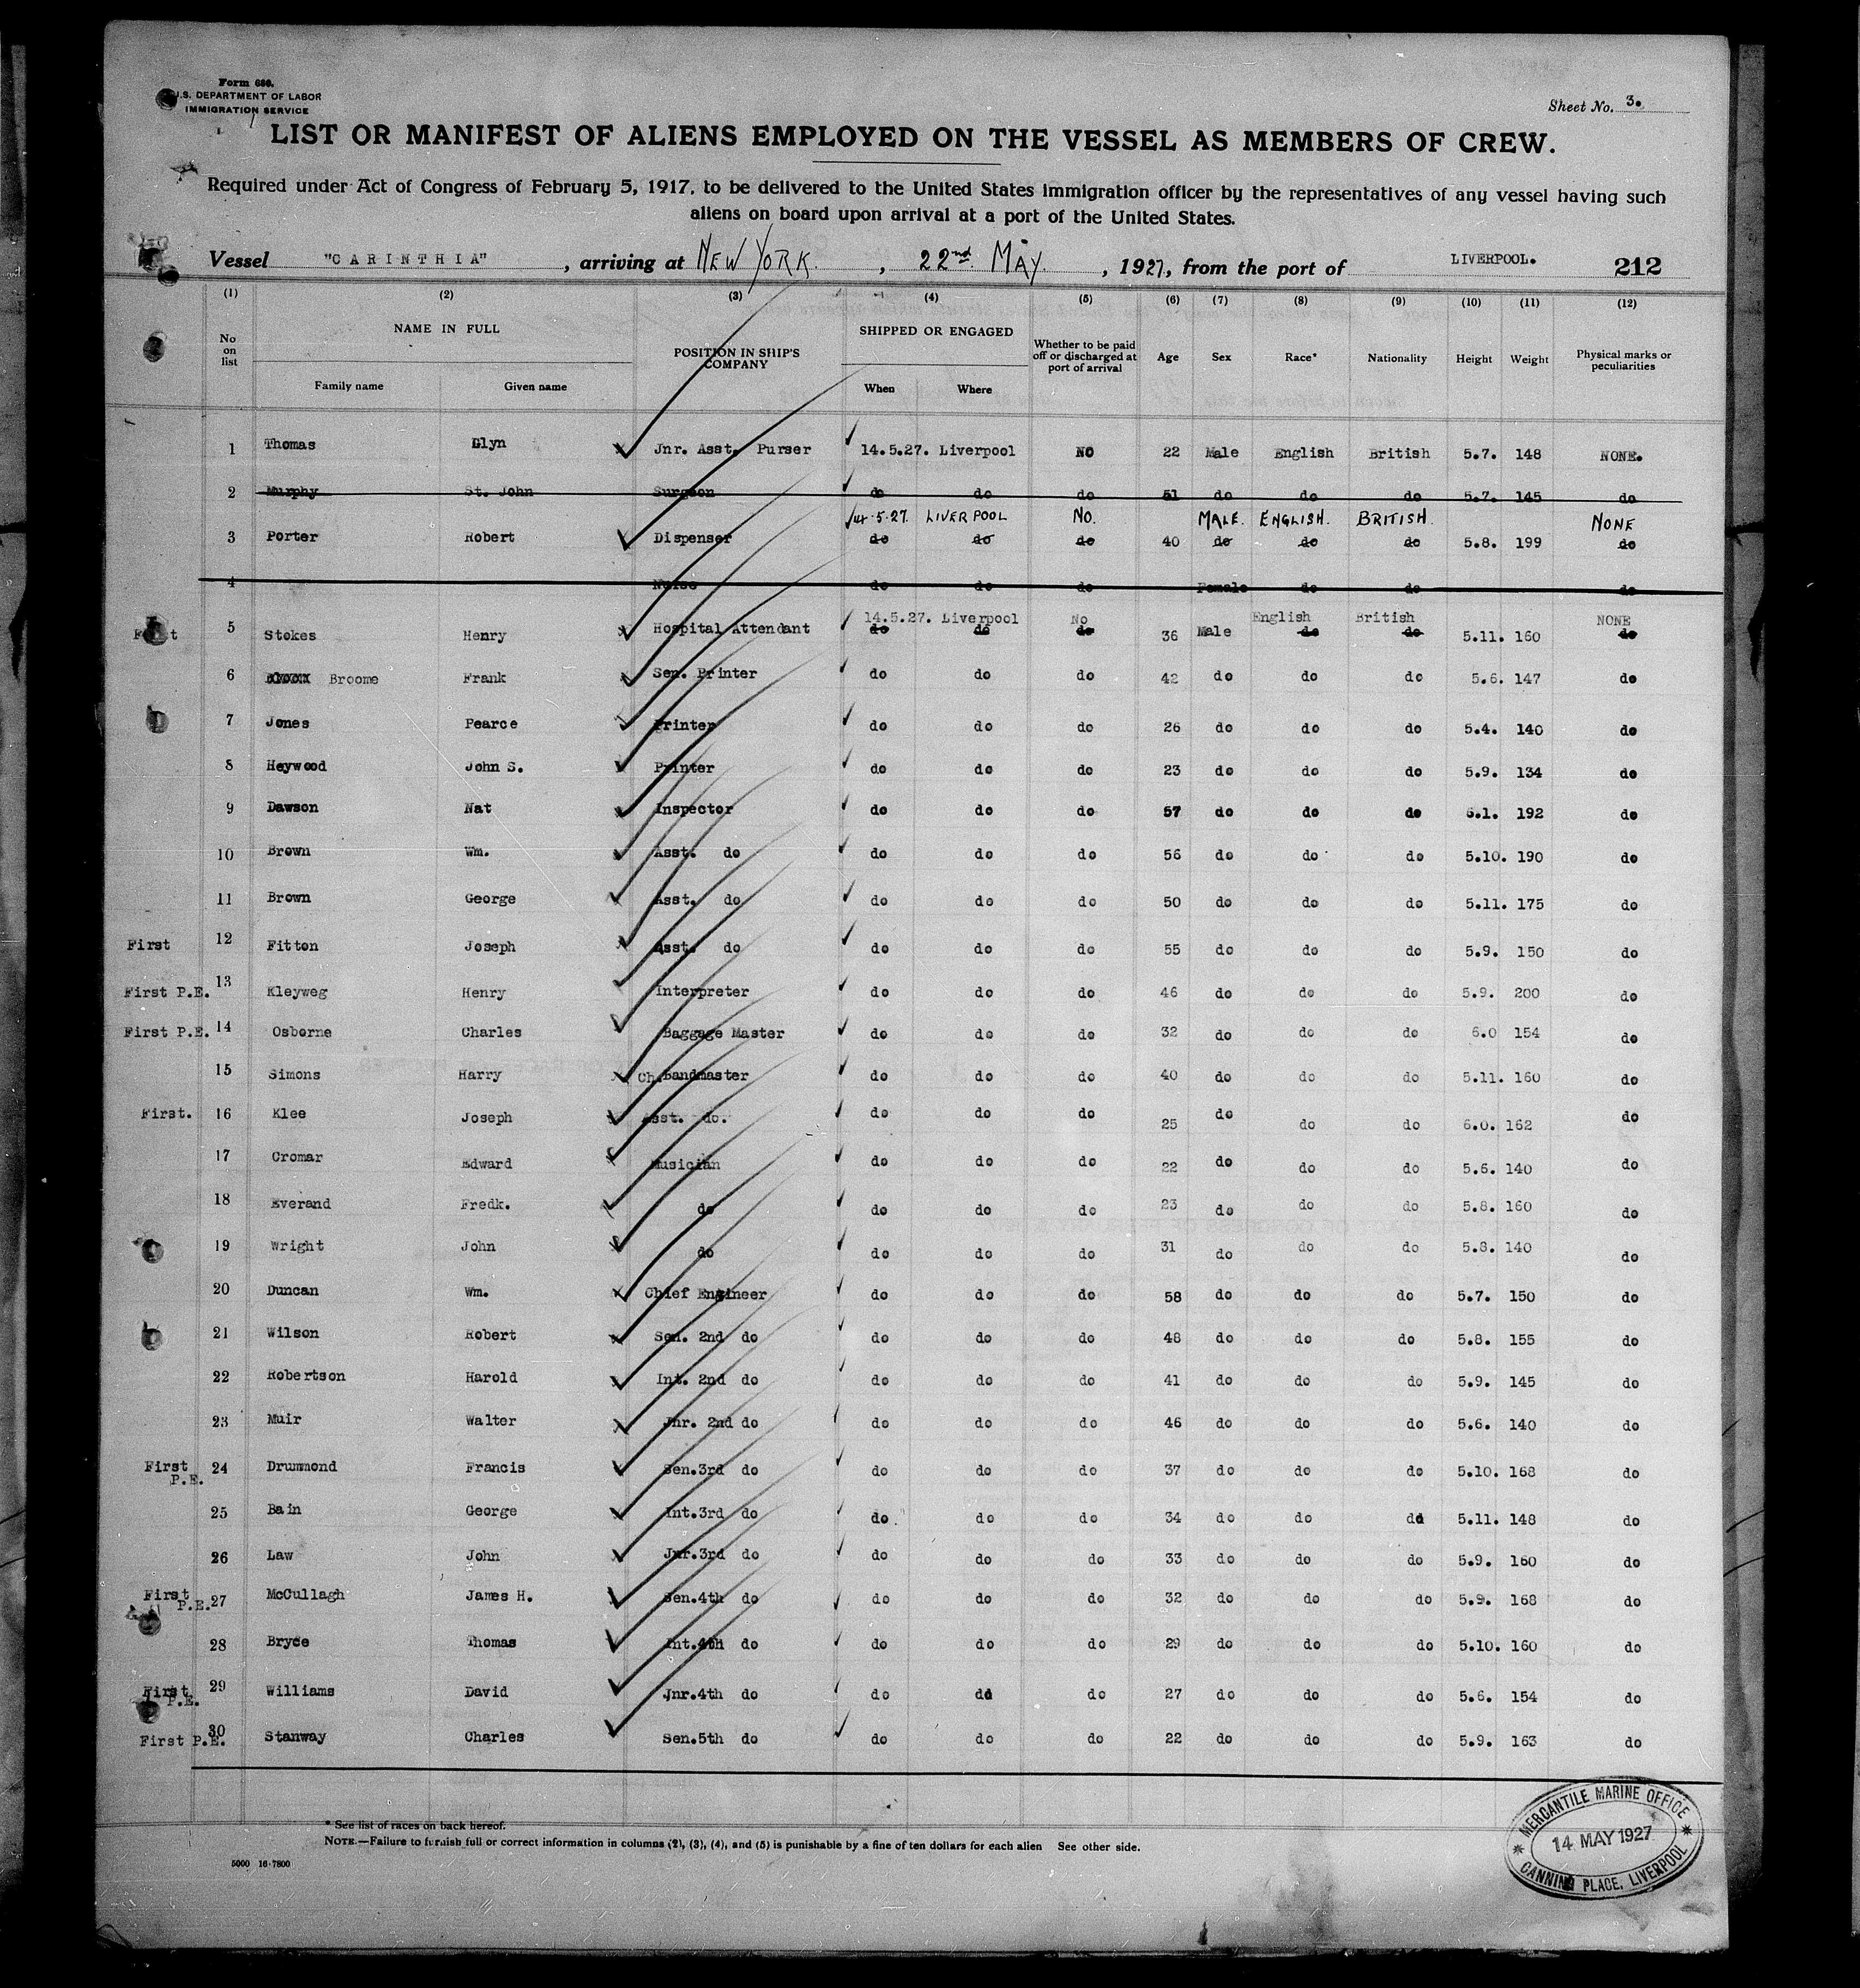 Form 680.
U.S. DEPARTMENT OF LABOR
IMMIGRATION SERVICE
Sheet No. 3.
LIST OR MANIFEST OF ALIENS EMPLOYED ON THE VESSEL AS MEMBERS OF CREW.
Required under Act of Congress of February 5, 1917, to be delivered to the United States immigration officer by the representatives of any vessel having such
aliens on board upon arrival at a port of the United States.
Vessel "CARINTHIA", arriving at NEW YORK., 22nd MAY., 1927, from the port of LIVERPOOL. 212
(1) (2) (3) (4) (5) (6) (7) (8) (9) (10) (11) (12)
No on list NAME IN FULL Family name Given name POSITION IN SHIP'S COMPANY SHIPPED OR ENGAGED When Where Whether to be paid off or discharged at port of arrival Age Sex Race* Nationality Height Weight Physical marks or peculiarities
1 Thomas Glyn Jnr. Asst. Purser 14.5.27. Liverpool NO 22 Male English British 5.7. 148 NONE.
2 Murphy St. John Surgeon do do do 51 do do do 5.7. 145 do
14.5.27. LIVERPOOL No. MALE. ENGLISH. BRITISH. NONE
3 Porter Robert Dispenser do do do 40 do do do 5.8. 199 do
4 Nurse do do do Female do do do
14.5.27. Liverpool No English British NONE
First 5 Stokes Henry Hospital Attendant do do do 36 Male do do 5.11. 160 do
6 Broome Frank Sen. Printer do do do 42 do do do 5.6. 147 do
7 Jones Pearce Printer do do do 26 do do do 5.4. 140 do
8 Heywood John S. Printer do do do 23 do do do 5.9. 134 do
9 Dawson Nat Inspector do do do 57 do do do 6.1. 192 do
10 Brown Wm. Asst. do do do do 56 do do do 5.10. 190 do
11 Brown George Asst. do do do do 50 do do do 5.11. 175 do
First 12 Fitton Joseph Asst. do do do do 55 do do do 5.9. 150 do
First P.E. 13 Kleyweg Henry Interpreter do do do 46 do do do 5.9. 200 do
First P.E. 14 Osborne Charles Baggage Master do do do 32 do do do 6.0 154 do
15 Simons Harry Ch. Bandmaster do do do 40 do do do 5.11. 160 do
First. 16 Klee Joseph Asst. do. do do do 25 do do do 6.0. 162 do
17 Cromar Edward Musician do do do 22 do do do 5.6. 140 do
18 Everand Fredk. do do do do 23 do do do 5.8. 160 do
19 Wright John do do do do 31 do do do 5.8. 140 do
20 Duncan Wm. Chief Engineer do do do 58 do do do 5.7. 150 do
21 Wilson Robert Sen. 2nd do do do do 48 do do do 5.8. 155 do
22 Robertson Harold Int. 2nd do do do do 41 do do do 5.9. 145 do
23 Muir Walter Jnr. 2nd do do do do 46 do do do 5.6. 140 do
First P.E. 24 Drummond Francis Sen.3rd do do do do 37 do do do 5.10. 168 do
25 Bain George Int.3rd do do do do 34 do do dd 5.11. 148 do
26 Law John Jnr.3rd do do do do 33 do do do 5.9. 160 do
First P.E. 27 McCullagh James H. Sen.4th do do do do 32 do do do 5.9. 168 do
28 Bryce Thomas Int.4th do do do do 29 do do do 5.10. 160 do
First P.E. 29 Williams David Jnr.4th do do dd do 27 do do do 5.6. 154 do
First P.E. 30 Stanway Charles Sen.5th do do do do 22 do do do 5.9. 163 do
* See list of races on back hereof.
NOTE.—Failure to furnish full or correct information in columns (2), (3), (4), and (5) is punishable by a fine of ten dollars for each alien See other side.
5000 16-7800
MERCANTILE MARINE OFFICE
14 MAY 1927
CANNING PLACE, LIVERPOOL